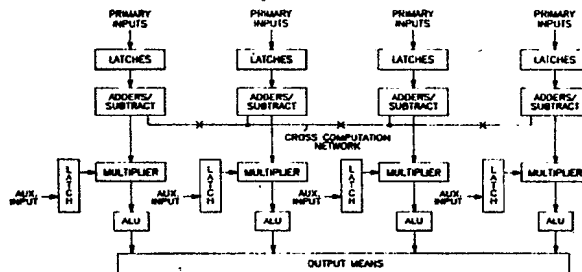 PRIMARY INPUTS PRIMARY INPUTS PRIMARY INPUTS PRIMARY INPUTS
LATCHES LATCHES LATCHES LATCHES
ADDERS/ SUBTRACT ADDERS/ SUBTRACT ADDERS/ SUBTRACT ADDERS/ SUBTRACT
CROSS COMPUTATION
NETWORK
AUX. INPUT LATCH MULTIPLIER AUX. INPUT LATCH MULTIPLIER AUX. INPUT LATCH MULTIPLIER AUX. INPUT LATCH MULTIPLIER
ALU ALU ALU ALU
OUTPUT MEANS